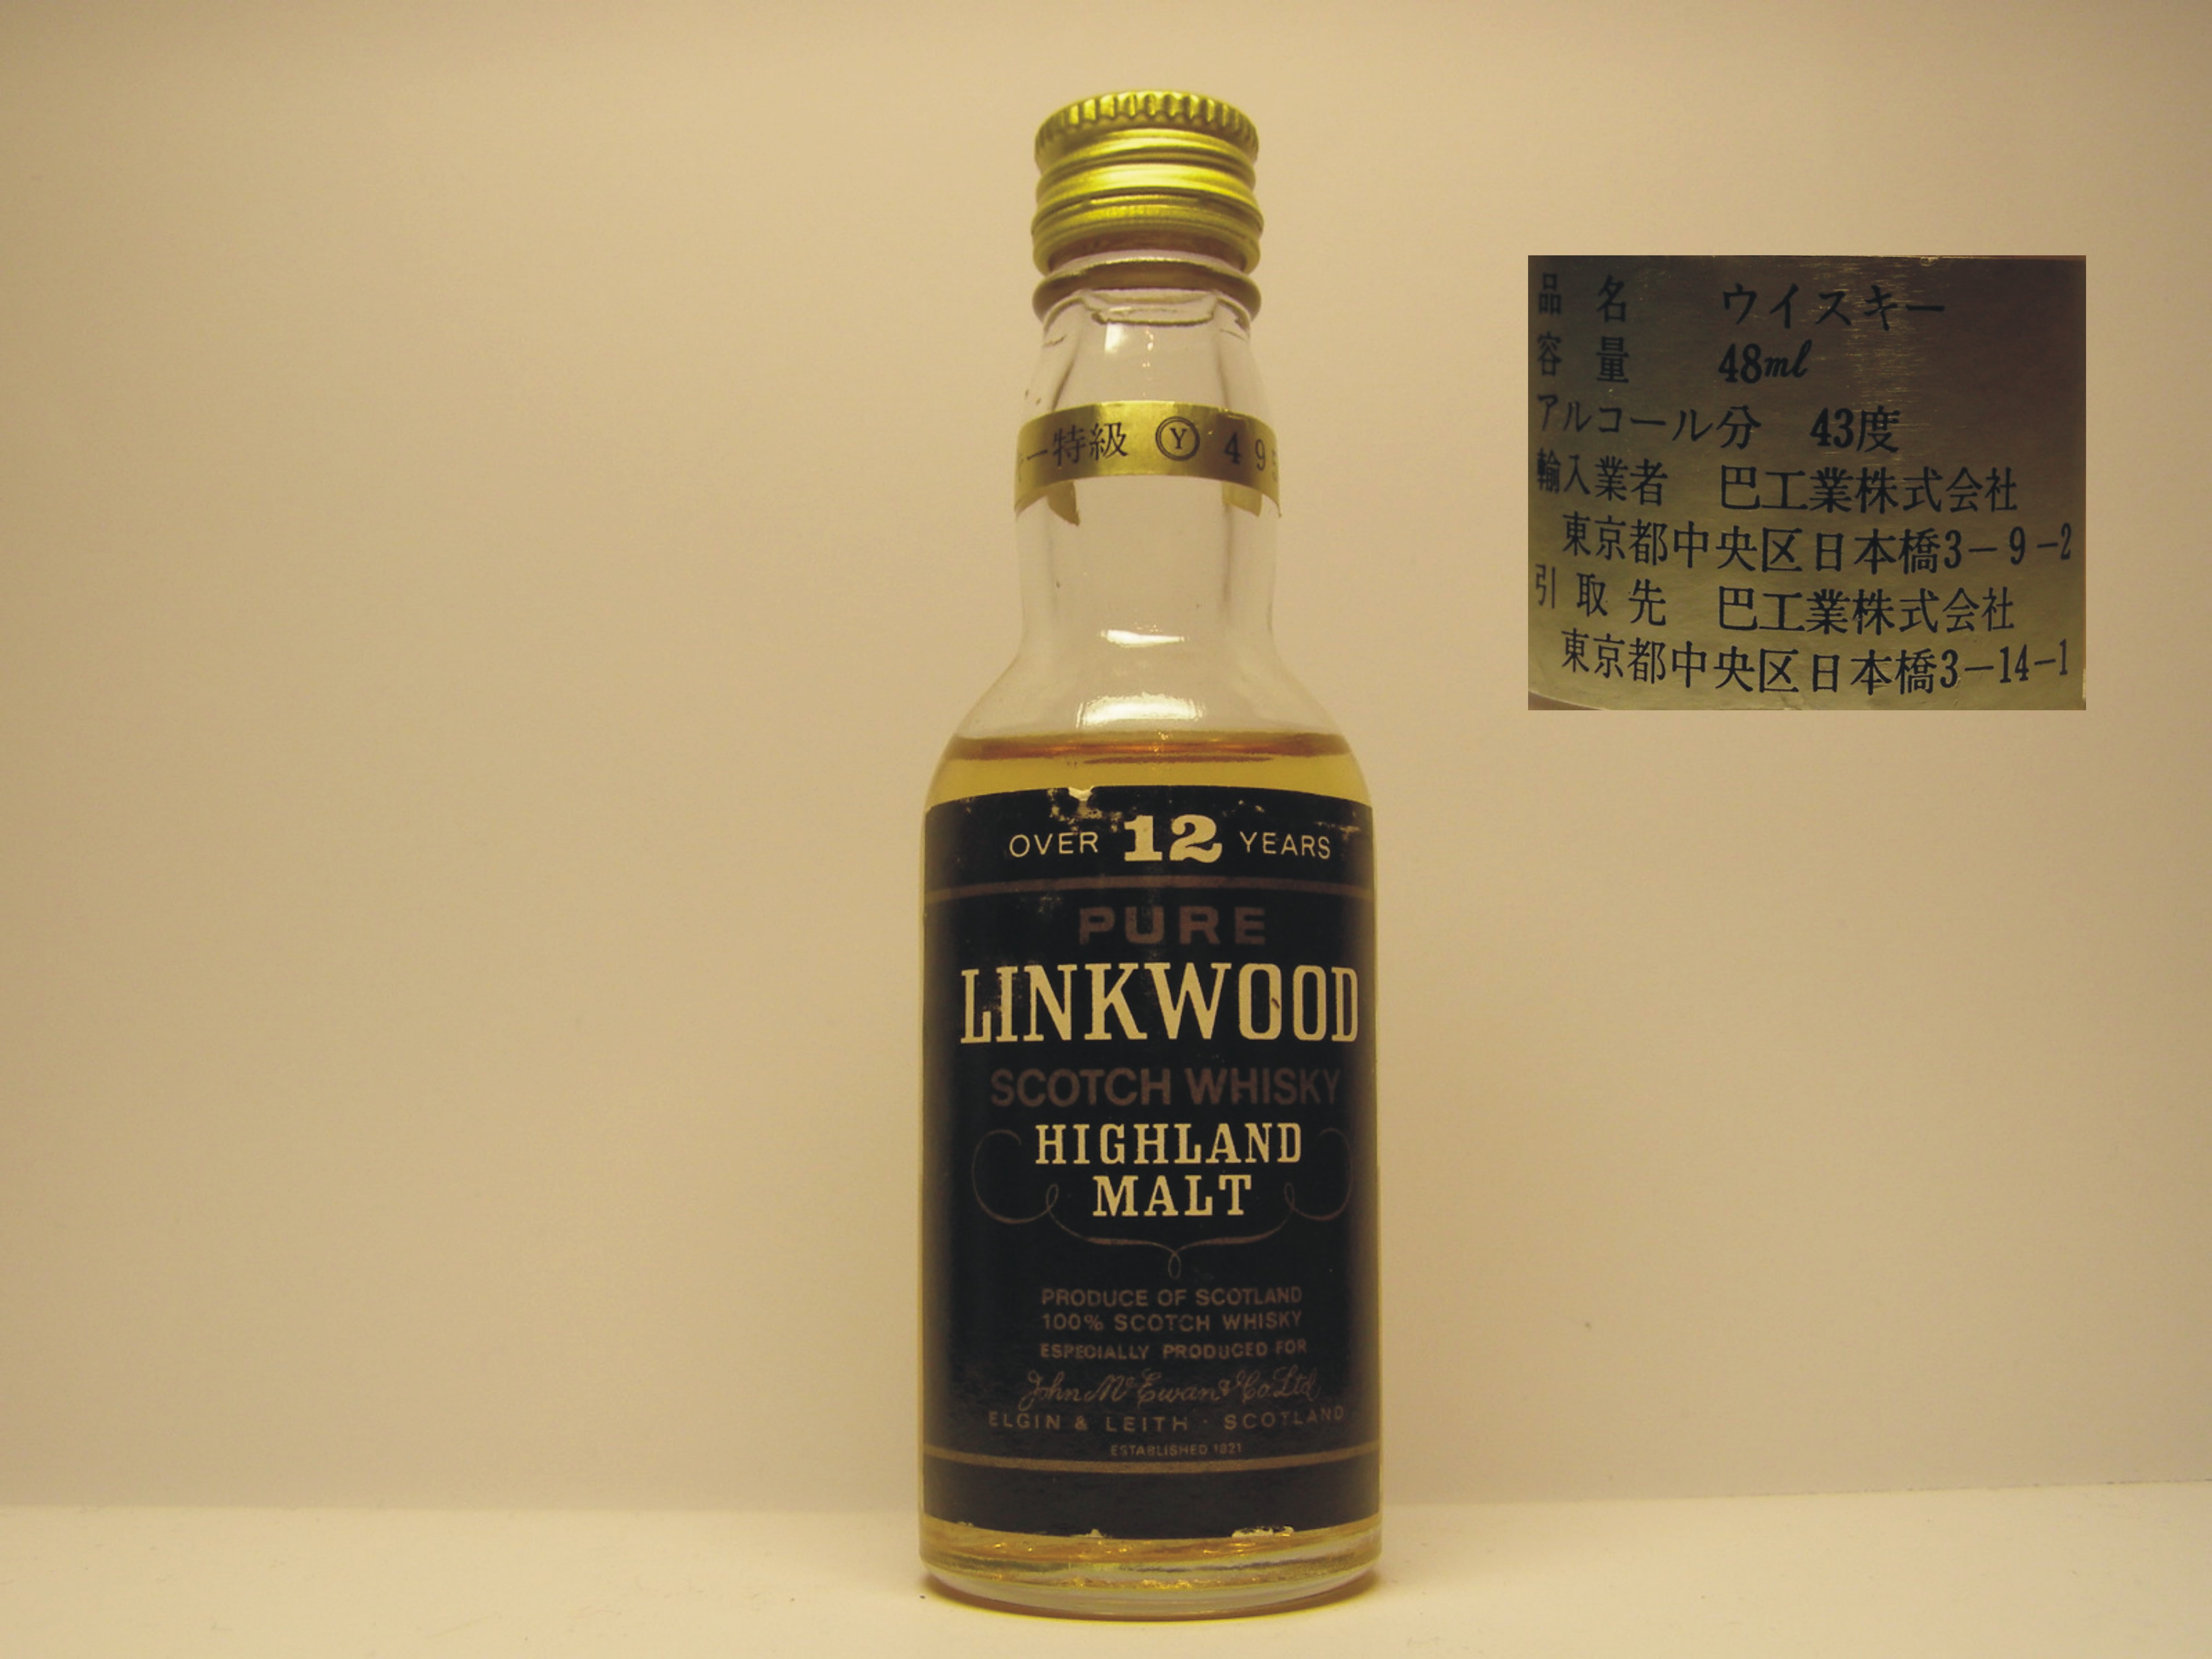 ー特級 Ⓨ 49
OVER 12 YEARS
PURE
LINKWOOD
SCOTCH WHISKY
HIGHLAND
MALT
PRODUCE OF SCOTLAND
100% SCOTCH WHISKY
ESPECIALLY PRODUCED FOR
John McEwan & Co. Ltd
ELGIN & LEITH · SCOTLAND
ESTABLISHED 1821
品名 ウイスキー
容量 48ml
アルコール分 43度
輸入業者 巴工業株式会社
東京都中央区日本橋3-9-2
引取先 巴工業株式会社
東京都中央区日本橋3-14-1